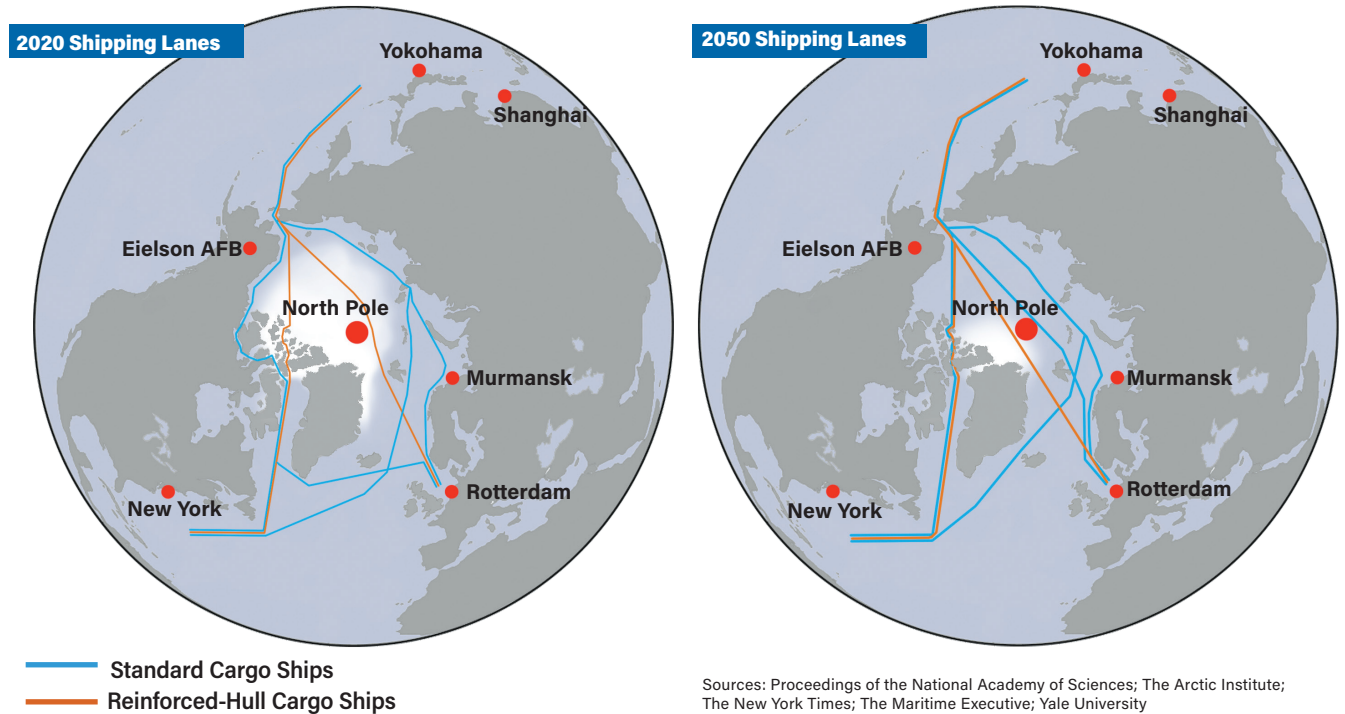 2020 Shipping Lanes
Yokohama
Shanghai
Eielson AFB
North Pole
Murmansk
New York
Rotterdam
2050 Shipping Lanes
Yokohama
Shanghai
Eielson AFB
North Pole
Murmansk
New York
Rotterdam
Standard Cargo Ships
Reinforced-Hull Cargo Ships
Sources: Proceedings of the National Academy of Sciences; The Arctic Institute;
The New York Times; The Maritime Executive; Yale University